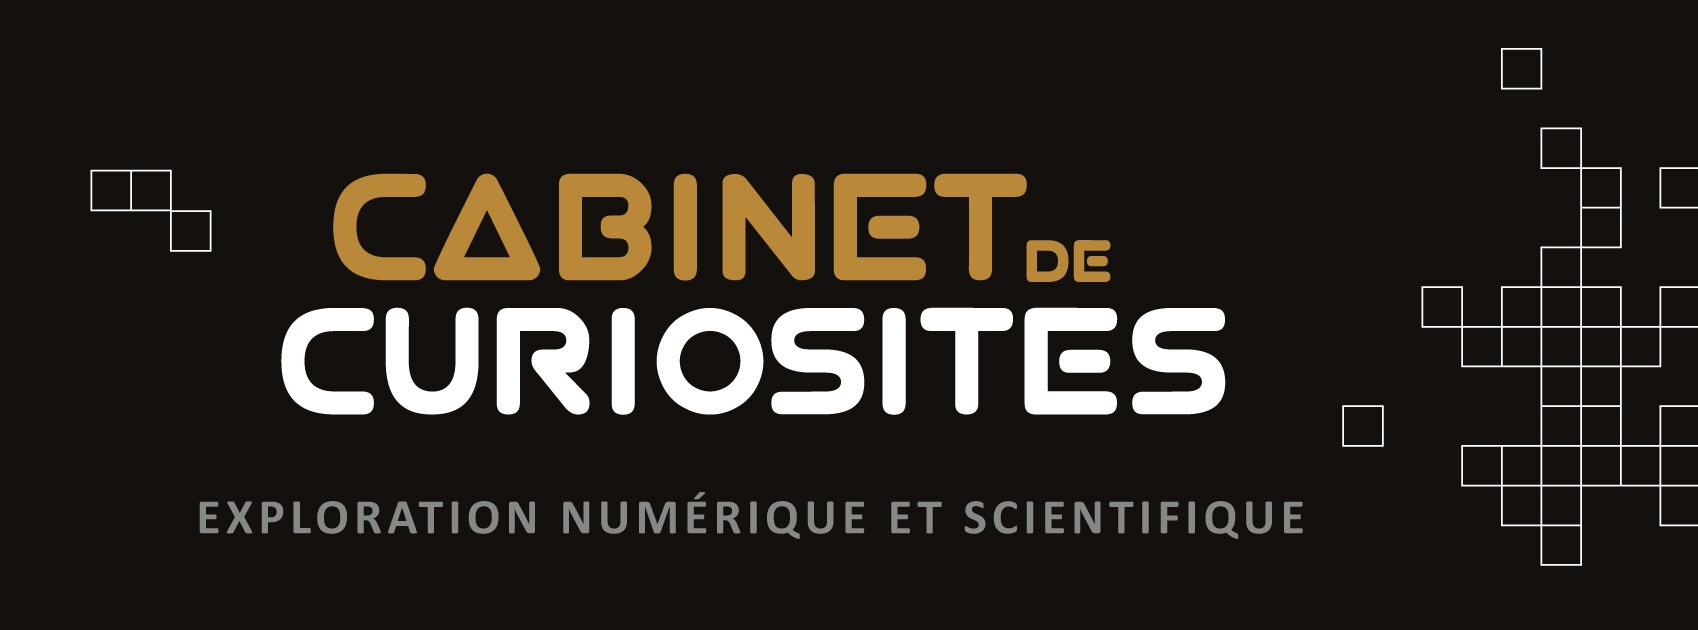 CABINET DE
CURIOSITES
EXPLORATION NUMÉRIQUE ET SCIENTIFIQUE